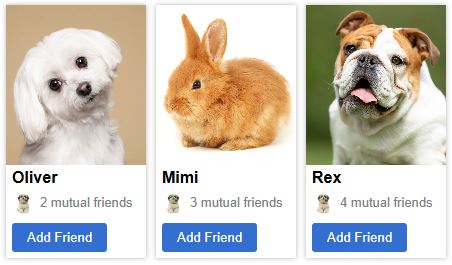 Oliver
2 mutual friends
Add Friend
Mimi
3 mutual friends
Add Friend
Rex
4 mutual friends
Add Friend